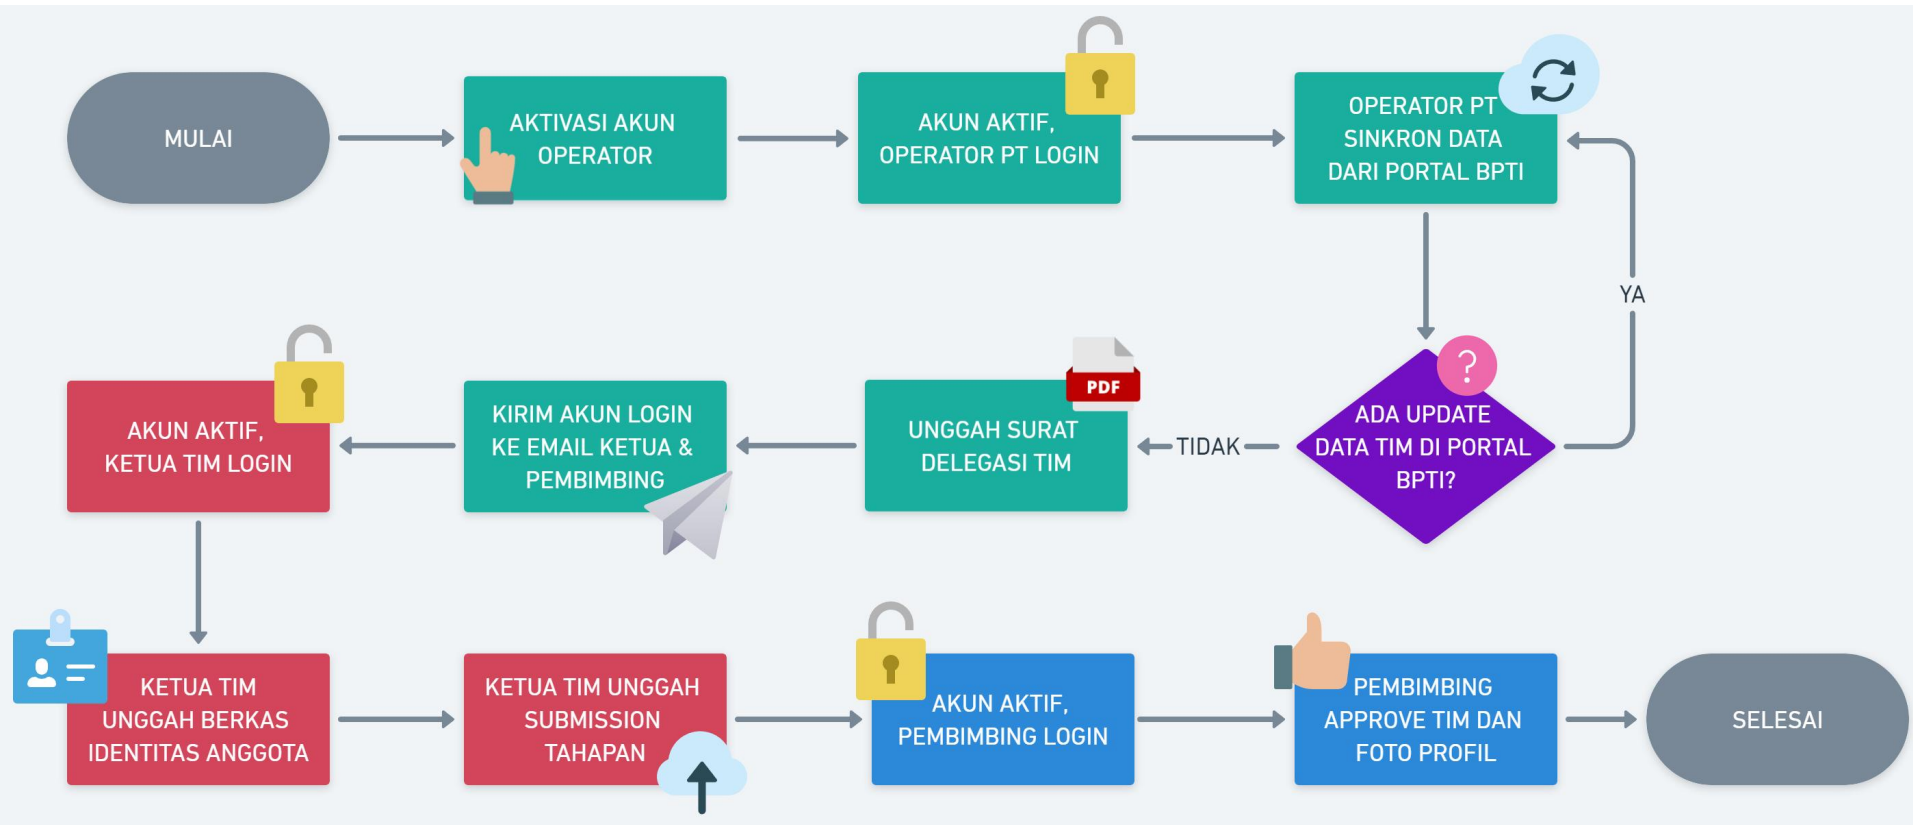 MULAI
AKTIVASI AKUN
OPERATOR
AKUN AKTIF,
OPERATOR PT LOGIN
OPERATOR PT
SINKRON DATA
DARI PORTAL BPTI
YA
?
ADA UPDATE
DATA TIM DI PORTAL
BPTI?
TIDAK
PDF
UNGGAH SURAT
DELEGASI TIM
KIRIM AKUN LOGIN
KE EMAIL KETUA &
PEMBIMBING
AKUN AKTIF,
KETUA TIM LOGIN
KETUA TIM
UNGGAH BERKAS
IDENTITAS ANGGOTA
KETUA TIM UNGGAH
SUBMISSION
TAHAPAN
AKUN AKTIF,
PEMBIMBING LOGIN
PEMBIMBING
APPROVE TIM DAN
FOTO PROFIL
SELESAI